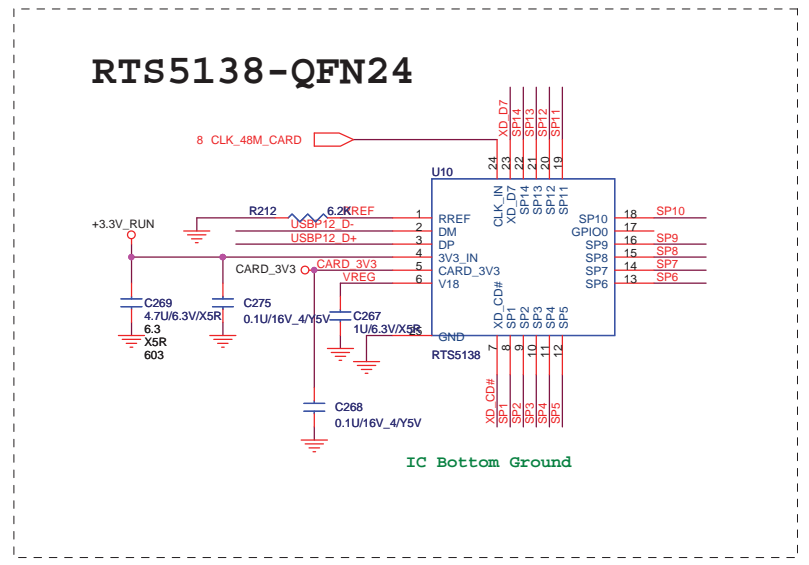 RTS5138-QFN24
8 CLK_48M_CARD
XD_D7
SP14
SP13
SP12
SP11
24
23
22
21
20
19
U10
CLK_IN
XD_D7
SP14
SP13
SP12
SP11
R212 6.2K RREF 1 RREF
USBP12_D- 2 DM
USBP12_D+ 3 DP
+3.3V_RUN
4 3V3_IN
CARD_3V3 CARD_3V3 5 CARD_3V3
VREG 6 V18
SP10 18 SP10
GPIO0 17
SP9 16 SP9
SP8 15 SP8
SP7 14 SP7
SP6 13 SP6
C269
4.7U/6.3V/X5R
6.3
X5R
603
C275
0.1U/16V_4/Y5V
C267
1U/6.3V/X5R
25 GND
XD_CD#
SP1
SP2
SP3
SP4
SP5
RTS5138
7
8
9
10
11
12
XD_CD#
SP1
SP2
SP3
SP4
SP5
C268
0.1U/16V_4/Y5V
IC Bottom Ground